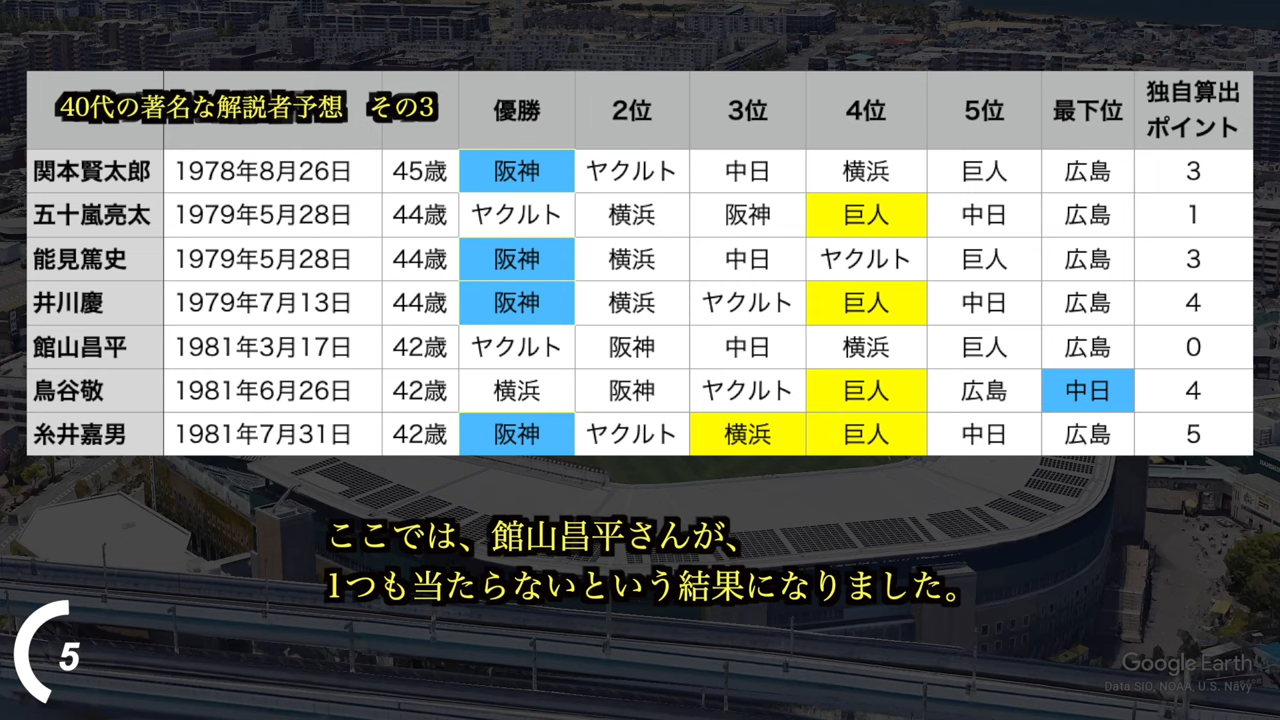 40代の著名な解説者予想 その3 優勝 2位 3位 4位 5位 最下位 独自算出
ポイント
関本賢太郎 1978年8月26日 45歳 阪神 ヤクルト 中日 横浜 巨人 広島 3
五十嵐亮太 1979年5月28日 44歳 ヤクルト 横浜 阪神 巨人 中日 広島 1
能見篤史 1979年5月28日 44歳 阪神 横浜 中日 ヤクルト 巨人 広島 3
井川慶 1979年7月13日 44歳 阪神 横浜 ヤクルト 巨人 中日 広島 4
館山昌平 1981年3月17日 42歳 ヤクルト 阪神 中日 横浜 巨人 広島 0
鳥谷敬 1981年6月26日 42歳 横浜 阪神 ヤクルト 巨人 広島 中日 4
糸井嘉男 1981年7月31日 42歳 阪神 ヤクルト 横浜 巨人 中日 広島 5
ここでは、館山昌平さんが、
1つも当たらないという結果になりました。
5
Google Earth
Data SIO, NOAA, U.S. Navy